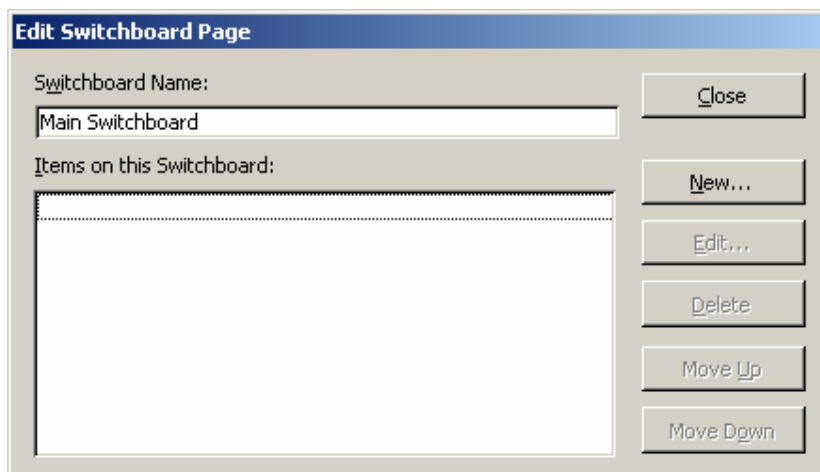 Edit Switchboard Page
Switchboard Name:
Close
Main Switchboard
Items on this Switchboard:
New...
Edit...
Delete
Move Up
Move Down